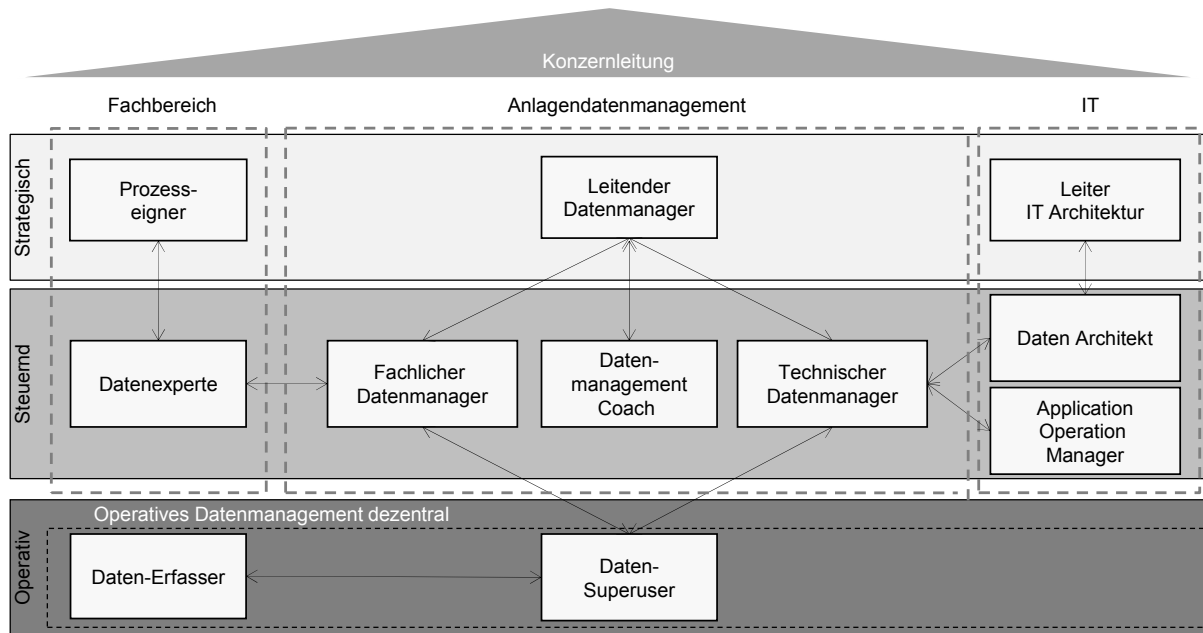 Konzernleitung
Fachbereich
Anlagendatenmanagement
IT
Strategisch
Prozess-
eigner
Leitender
Datenmanager
Leiter
IT Architektur
Steuernd
Datenexperte
Fachlicher
Datenmanager
Daten-
management
Coach
Technischer
Datenmanager
Daten Architekt
Application
Operation
Manager
Operativ
Operatives Datenmanagement dezentral
Daten-Erfasser
Daten-
Superuser